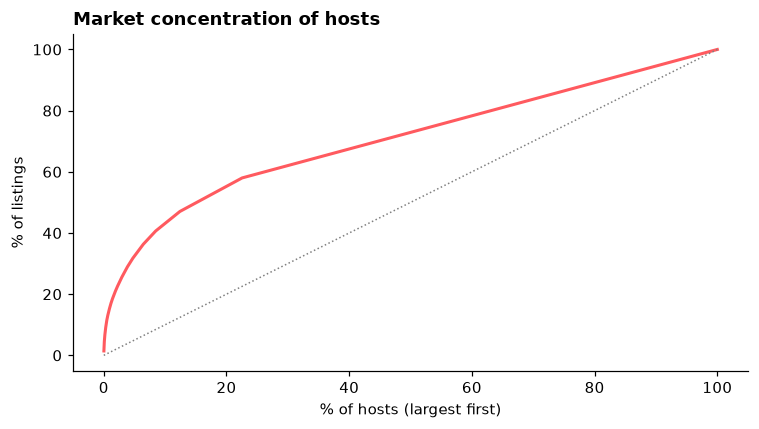 Market concentration of hosts
100
80
60
40
20
0
% of listings
0 20 40 60 80 100
% of hosts (largest first)